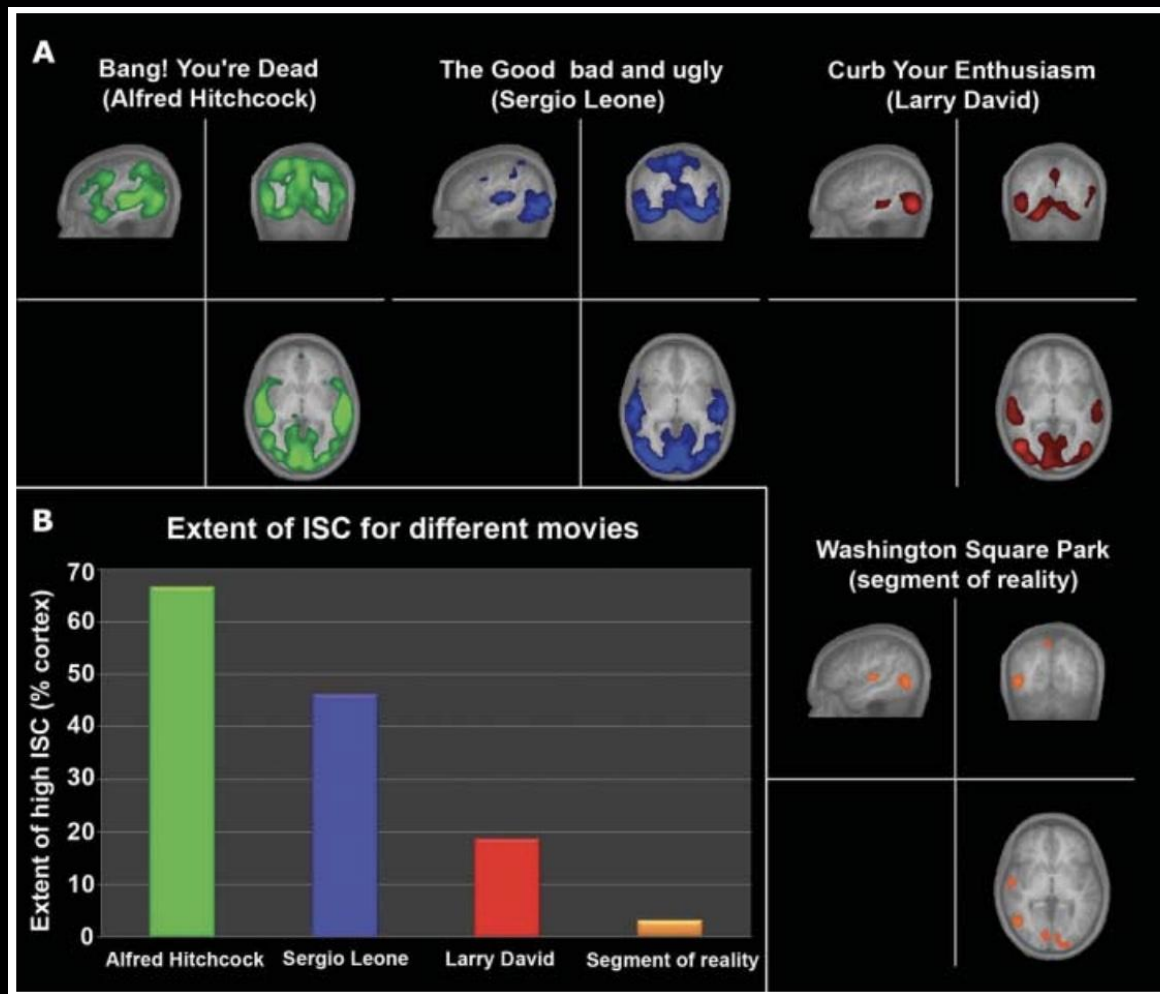 A
Bang! You're Dead
(Alfred Hitchcock)
The Good bad and ugly
(Sergio Leone)
Curb Your Enthusiasm
(Larry David)
B
Extent of ISC for different movies
Extent of high ISC (% cortex)
70
60
50
40
30
20
10
0
Alfred Hitchcock
Sergio Leone
Larry David
Segment of reality
Washington Square Park
(segment of reality)